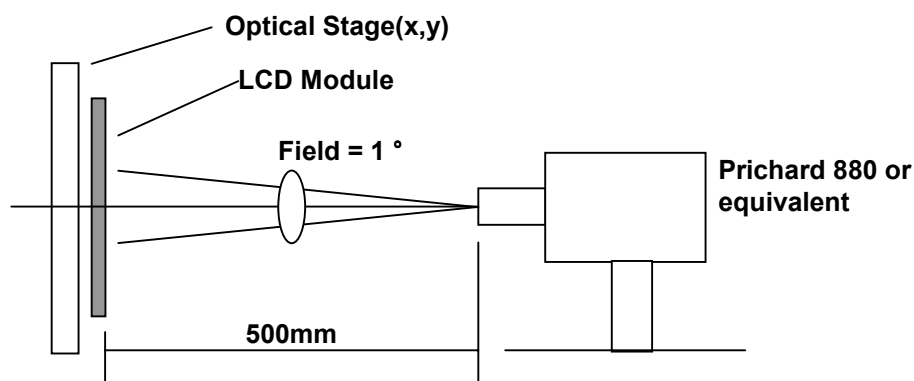 Optical Stage(x,y)
LCD Module
Field = 1 °
Prichard 880 or
equivalent
500mm